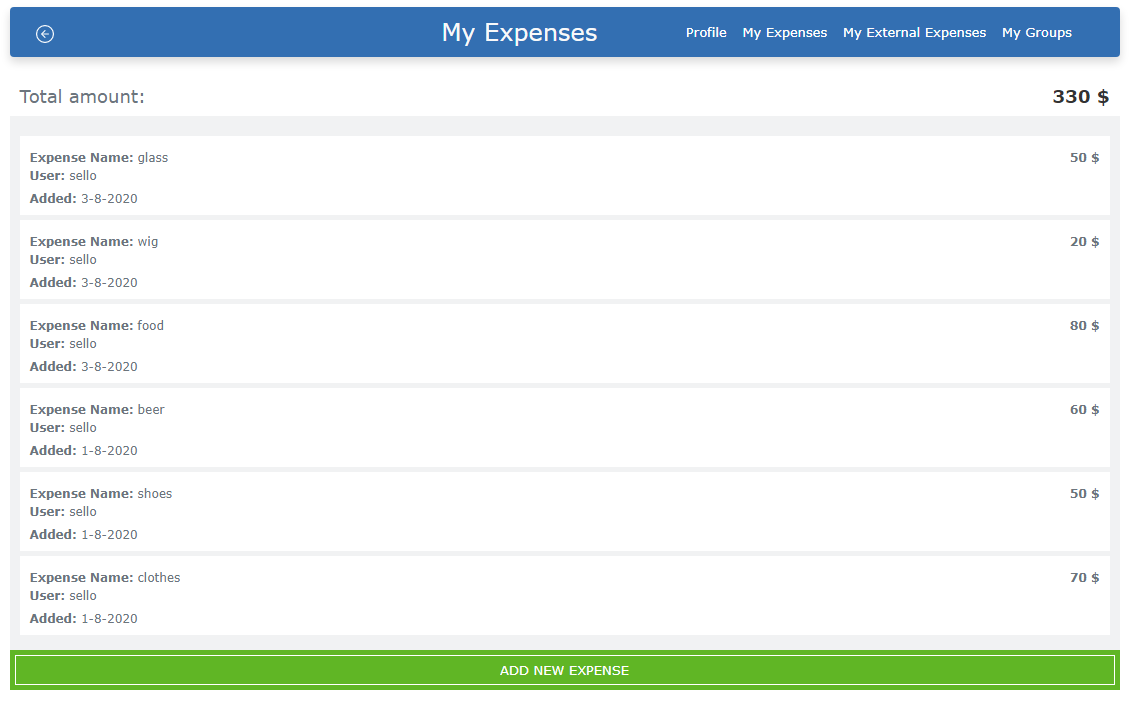 My Expenses
Profile My Expenses My External Expenses My Groups
Total amount: 330 $
Expense Name: glass 50 $
User: sello
Added: 3-8-2020
Expense Name: wig 20 $
User: sello
Added: 3-8-2020
Expense Name: food 80 $
User: sello
Added: 3-8-2020
Expense Name: beer 60 $
User: sello
Added: 1-8-2020
Expense Name: shoes 50 $
User: sello
Added: 1-8-2020
Expense Name: clothes 70 $
User: sello
Added: 1-8-2020
ADD NEW EXPENSE